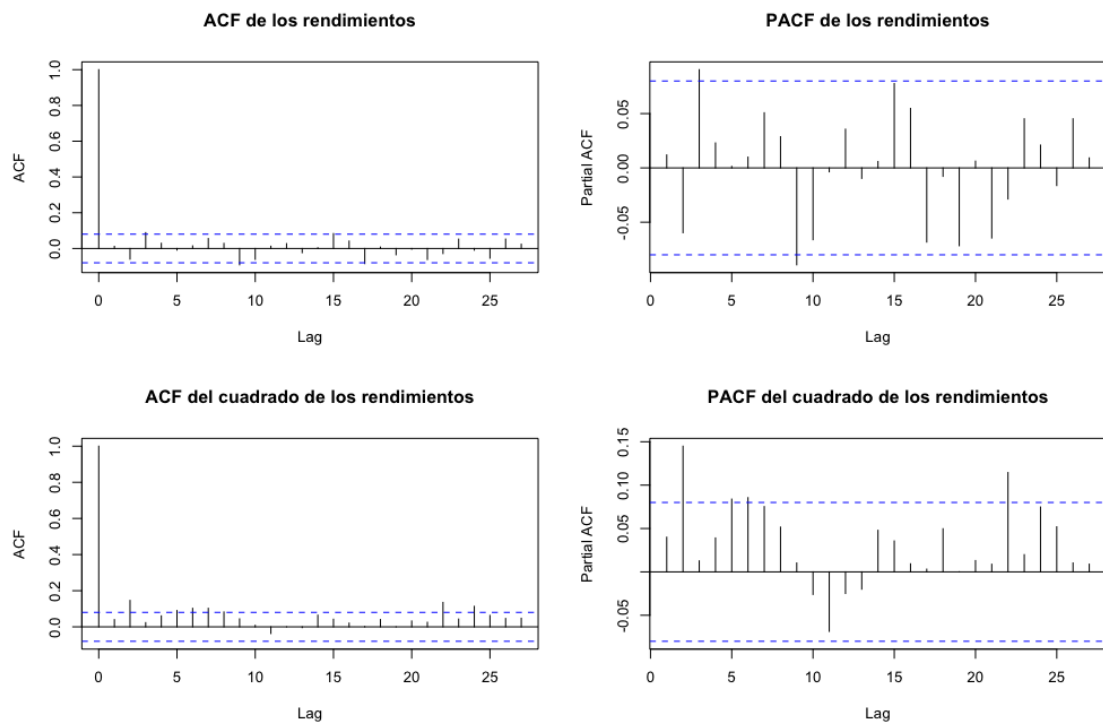 ACF de los rendimientos
ACF
1.0
0.8
0.6
0.4
0.2
0.0
0 5 10 15 20 25
Lag
PACF de los rendimientos
Partial ACF
0.05
0.00
-0.05
0 5 10 15 20 25
Lag
ACF del cuadrado de los rendimientos
ACF
1.0
0.8
0.6
0.4
0.2
0.0
0 5 10 15 20 25
Lag
PACF del cuadrado de los rendimientos
Partial ACF
0.15
0.10
0.05
-0.05
0 5 10 15 20 25
Lag